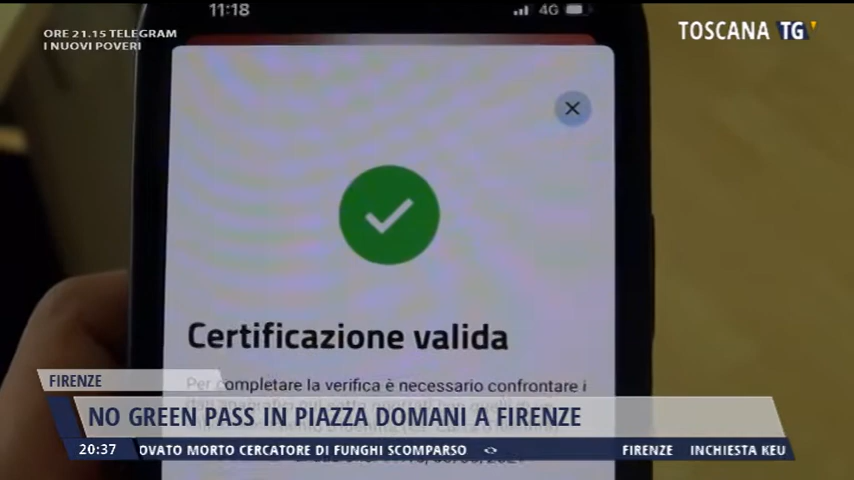 11:18
4G
ORE 21.15 TELEGRAM
I NUOVI POVERI
TOSCANA TG
Certificazione valida
Per completare la verifica è necessario confrontare i
FIRENZE
NO GREEN PASS IN PIAZZA DOMANI A FIRENZE
20:37 OVATO MORTO CERCATORE DI FUNGHI SCOMPARSO FIRENZE INCHIESTA KEU